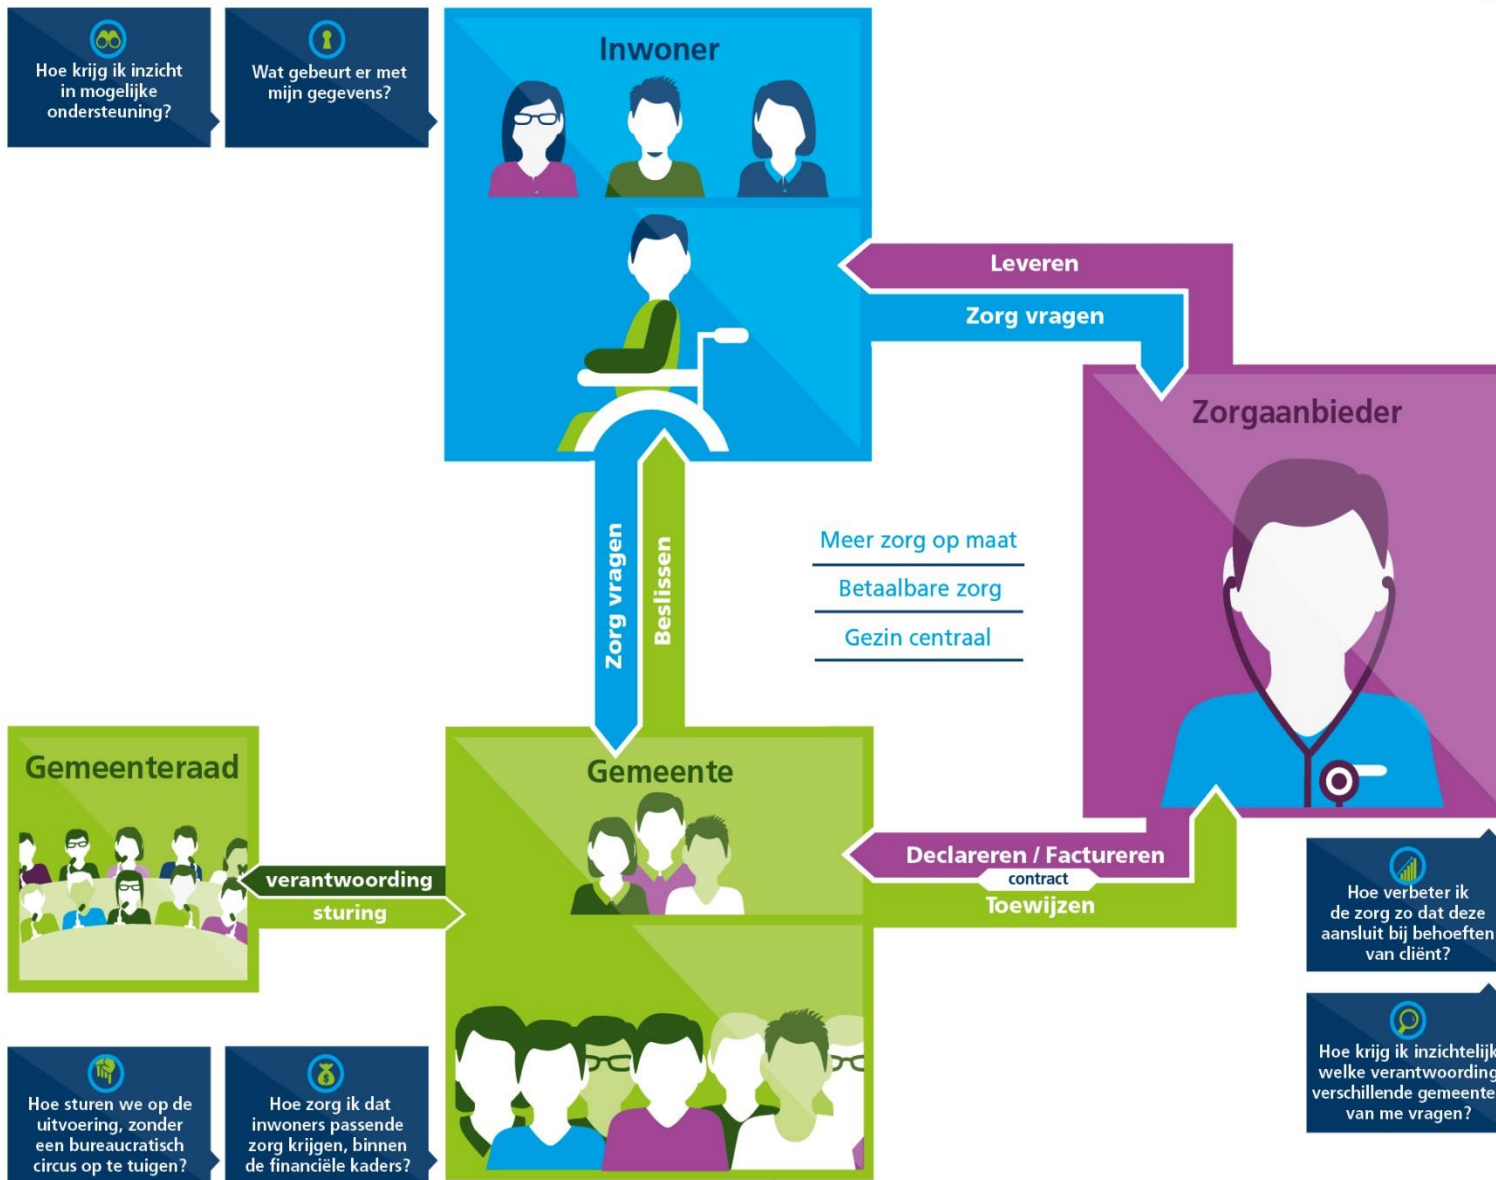 Hoe krijg ik inzicht
in mogelijke
ondersteuning?
Wat gebeurt er met
mijn gegevens?
Inwoner
Leveren
Zorg vragen
Zorgaanbieder
Zorg vragen
Beslissen
Meer zorg op maat
Betaalbare zorg
Gezin centraal
Gemeenteraad
Gemeente
verantwoording
sturing
Declareren / Factureren
contract
Toewijzen
Hoe verbeter ik
de zorg zo dat deze
aansluit bij behoeften
van cliënt?
Hoe krijg ik inzichtelijk
welke verantwoording
verschillende gemeenten
van me vragen?
Hoe sturen we op de
uitvoering, zonder
een bureaucratisch
circus op te tuigen?
Hoe zorg ik dat
inwoners passende
zorg krijgen, binnen
de financiële kaders?